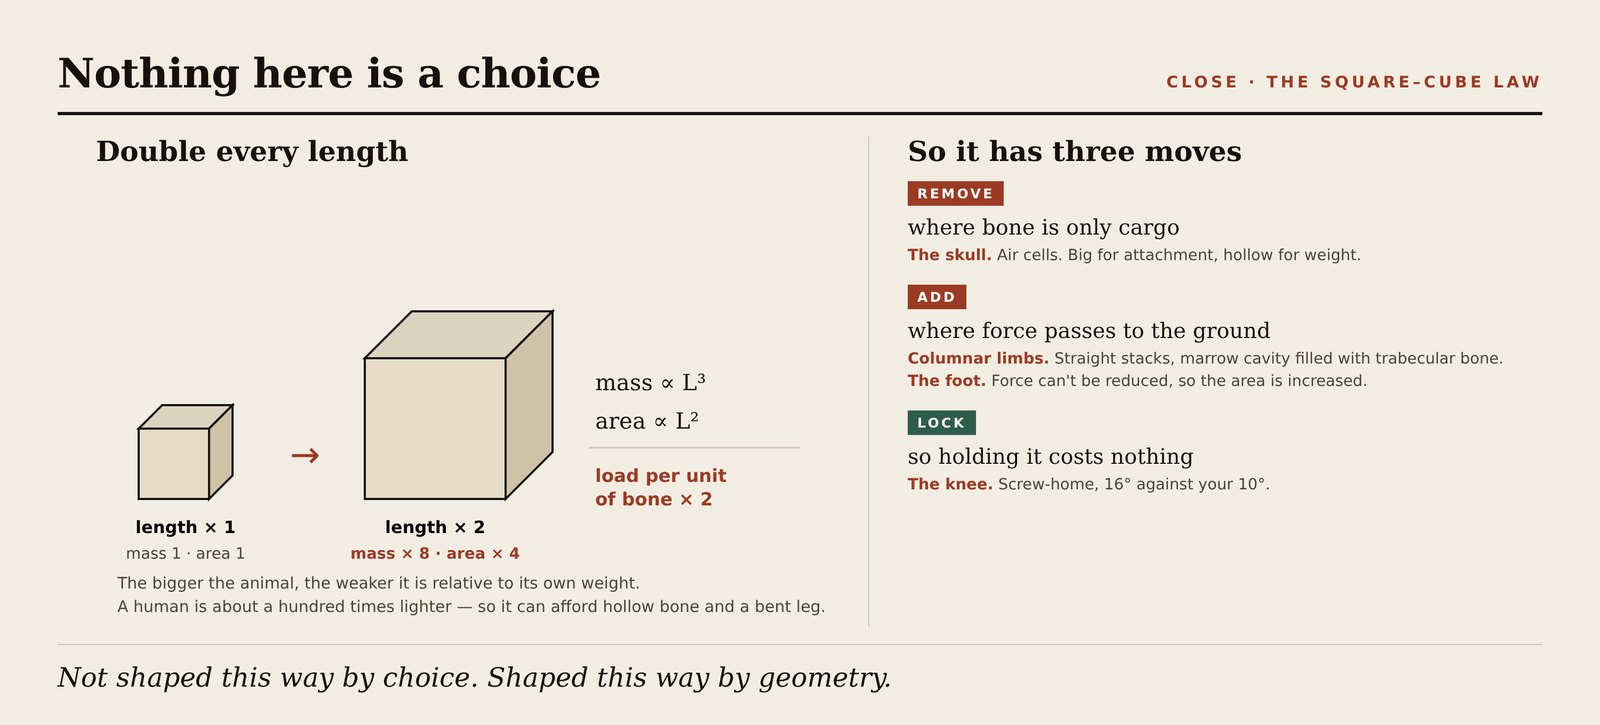 Nothing here is a choice
CLOSE · THE SQUARE–CUBE LAW
Double every length
→
mass ∝ L³
area ∝ L²
load per unit
of bone × 2
length × 1
length × 2
mass 1 · area 1
mass × 8 · area × 4
The bigger the animal, the weaker it is relative to its own weight.
A human is about a hundred times lighter — so it can afford hollow bone and a bent leg.
So it has three moves
REMOVE
where bone is only cargo
The skull. Air cells. Big for attachment, hollow for weight.
ADD
where force passes to the ground
Columnar limbs. Straight stacks, marrow cavity filled with trabecular bone.
The foot. Force can't be reduced, so the area is increased.
LOCK
so holding it costs nothing
The knee. Screw-home, 16° against your 10°.
Not shaped this way by choice. Shaped this way by geometry.